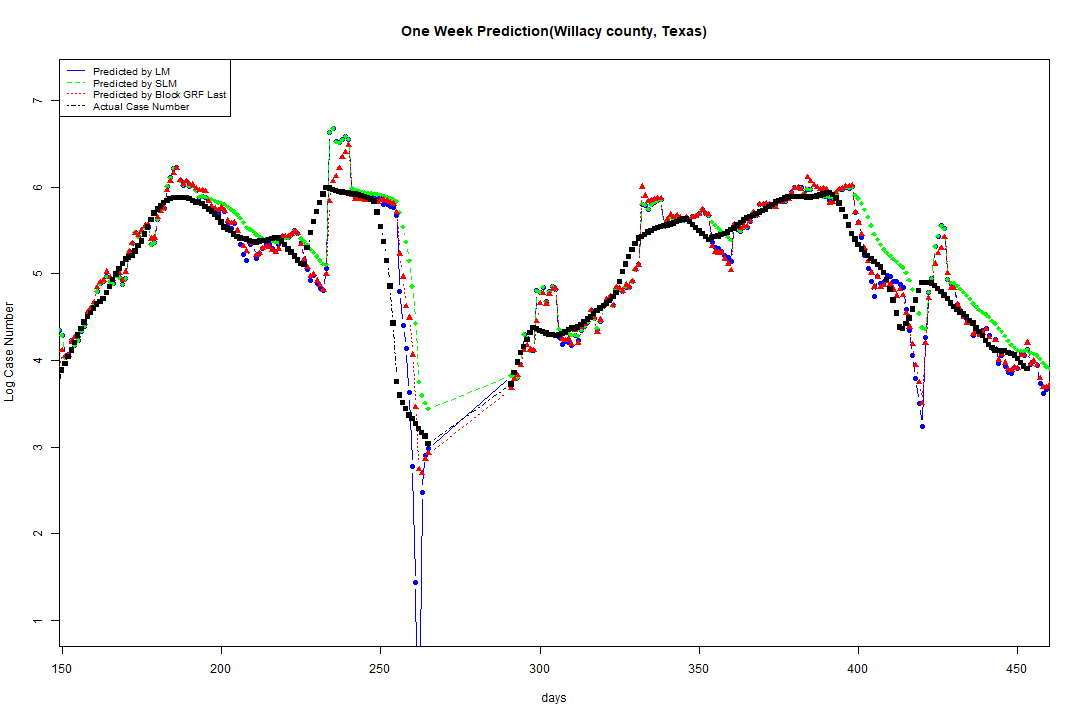 One Week Prediction(Willacy county, Texas)
Predicted by LM
Predicted by SLM
Predicted by Block GRF Last
Actual Case Number
Log Case Number
7
6
5
4
3
2
1
150 200 250 300 350 400 450
days